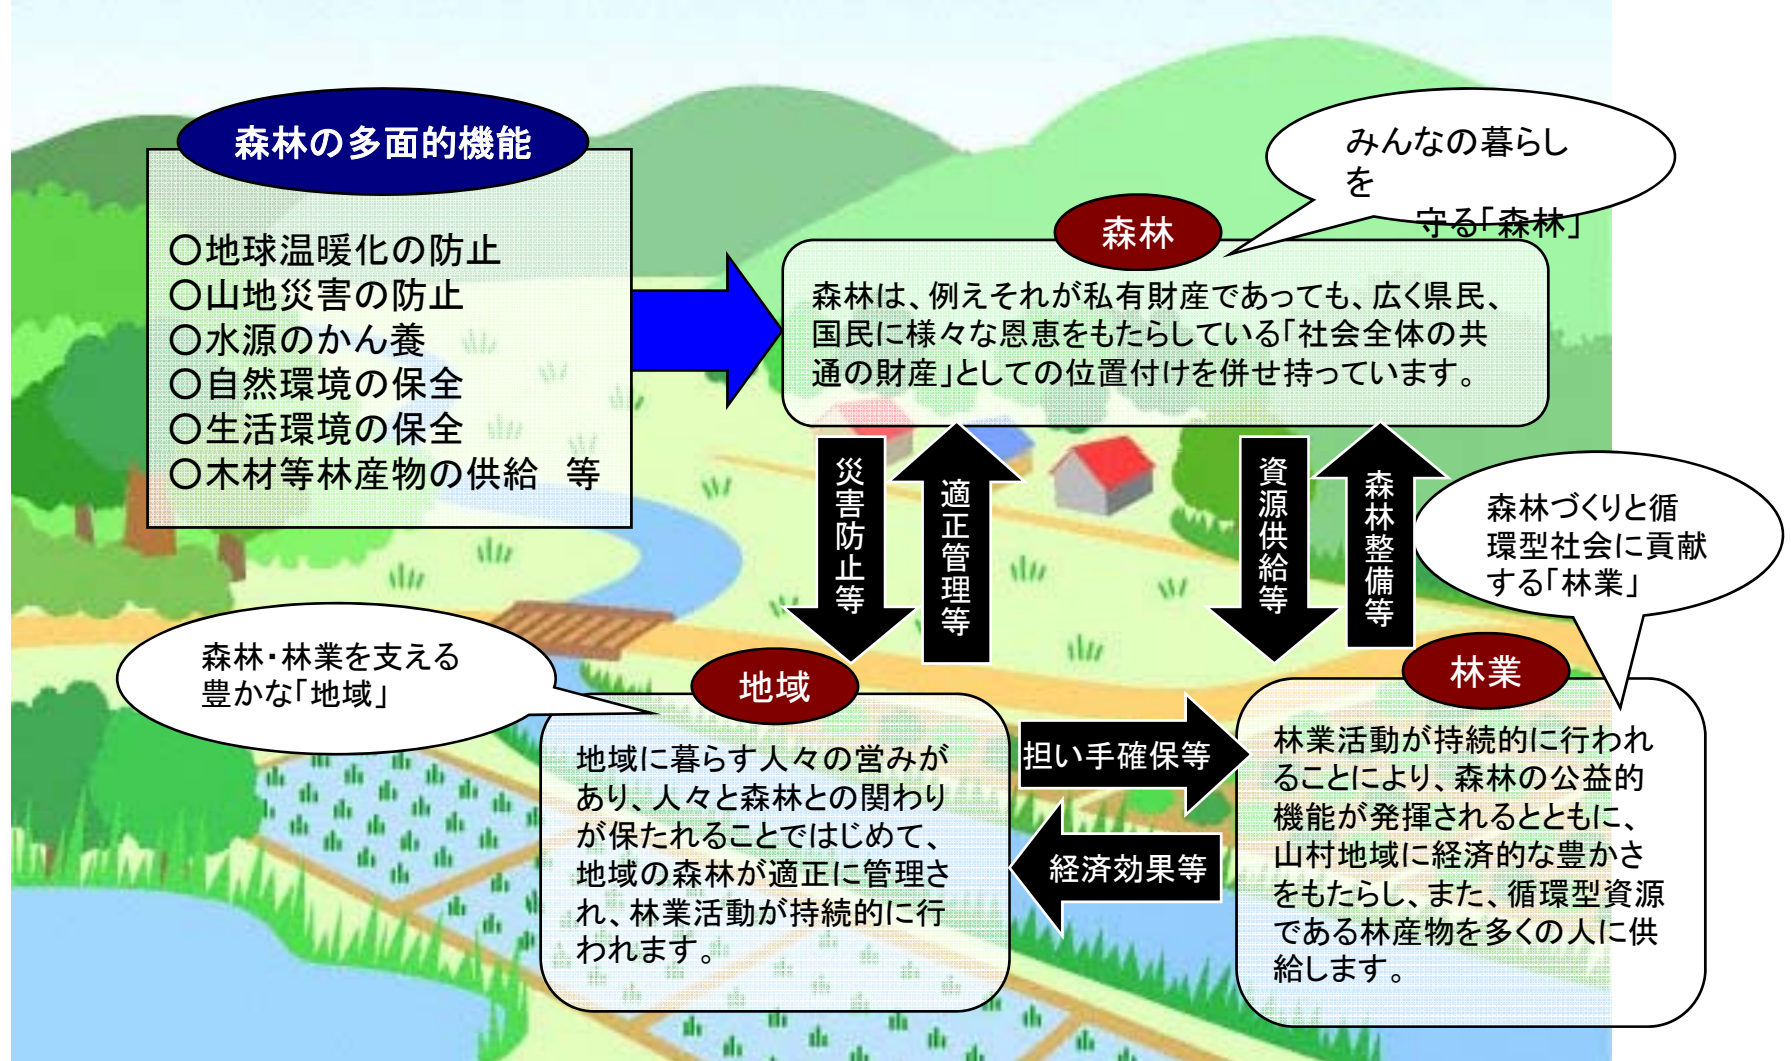 森林の多面的機能
〇地球温暖化の防止
〇山地災害の防止
〇水源のかん養
〇自然環境の保全
〇生活環境の保全
〇木材等林産物の供給　等
みんなの暮らし
を
守る「森林」
森林
森林は、例えそれが私有財産であっても、広く県民、
国民に様々な恩恵をもたらしている「社会全体の共
通の財産」としての位置付けを併せ持っています。
災害防止等
適正管理等
資源供給等
森林整備等
森林づくりと循
環型社会に貢献
する「林業」
森林・林業を支える
豊かな「地域」
地域
地域に暮らす人々の営みが
あり、人々と森林との関わり
が保たれることではじめて、
地域の森林が適正に管理さ
れ、林業活動が持続的に行
われます。
担い手確保等
経済効果等
林業
林業活動が持続的に行われ
ることにより、森林の公益的
機能が発揮されるとともに、
山村地域に経済的な豊かさ
をもたらし、また、循環型資源
である林産物を多くの人に供
給します。